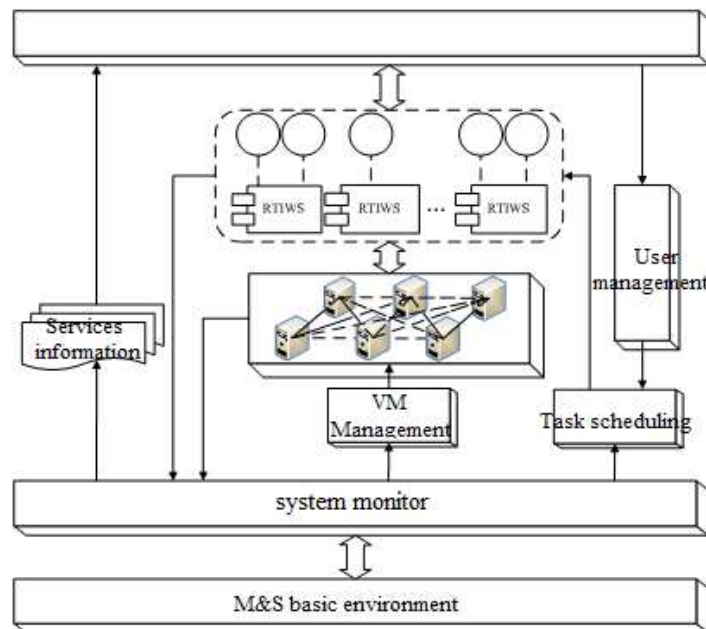 RTIWS
RTIWS
...
RTIWS
User
management
Services
information
VM
Management
Task scheduling
system monitor
M&S basic environment